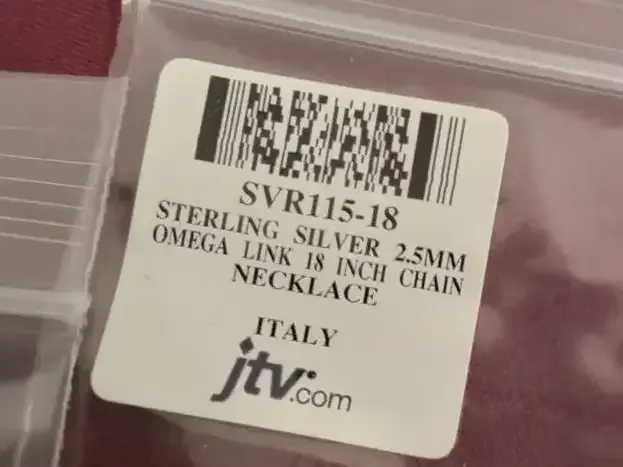 SVR115-18
STERLING SILVER 2.5MM
OMEGA LINK 18 INCH CHAIN
NECKLACE
ITALY
jtv.com